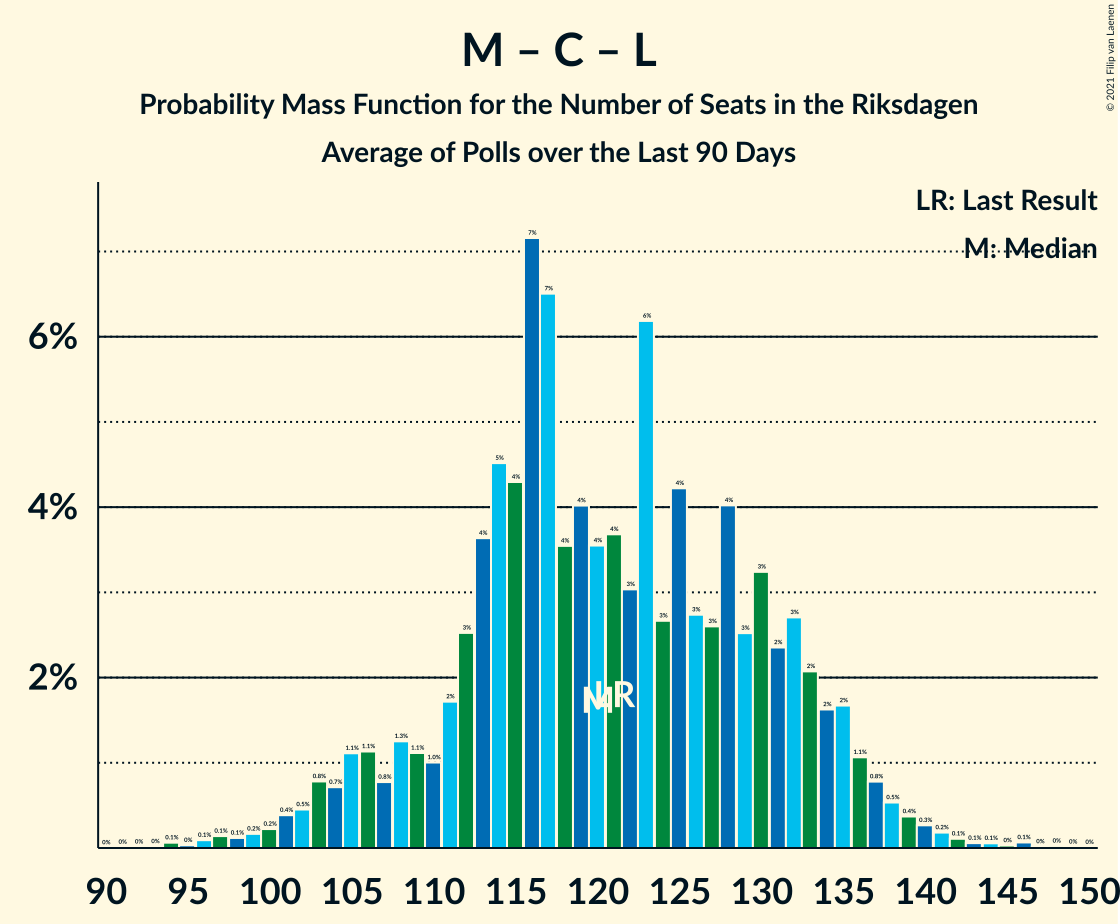 M – C – L
Probability Mass Function for the Number of Seats in the Riksdagen
Average of Polls over the Last 90 Days
© 2021 Filip van Laenen
LR: Last Result
M: Median
6%
4%
2%
0% 0% 0% 0% 0.1% 0% 0.1% 0.1% 0.1% 0.2% 0.2% 0.4% 0.5% 0.8% 0.7% 1.1% 1.1% 0.8% 1.3% 1.1% 1.0% 2% 3% 4% 5% 4% 7% 7% 4% 4% 4% 4% 3% 6% 3% 4% 3% 3% 4% 3% 3% 2% 3% 2% 2% 2% 1.1% 0.8% 0.5% 0.4% 0.3% 0.2% 0.1% 0.1% 0.1% 0% 0.1% 0% 0% 0% 0%
M LR
90 95 100 105 110 115 120 125 130 135 140 145 150